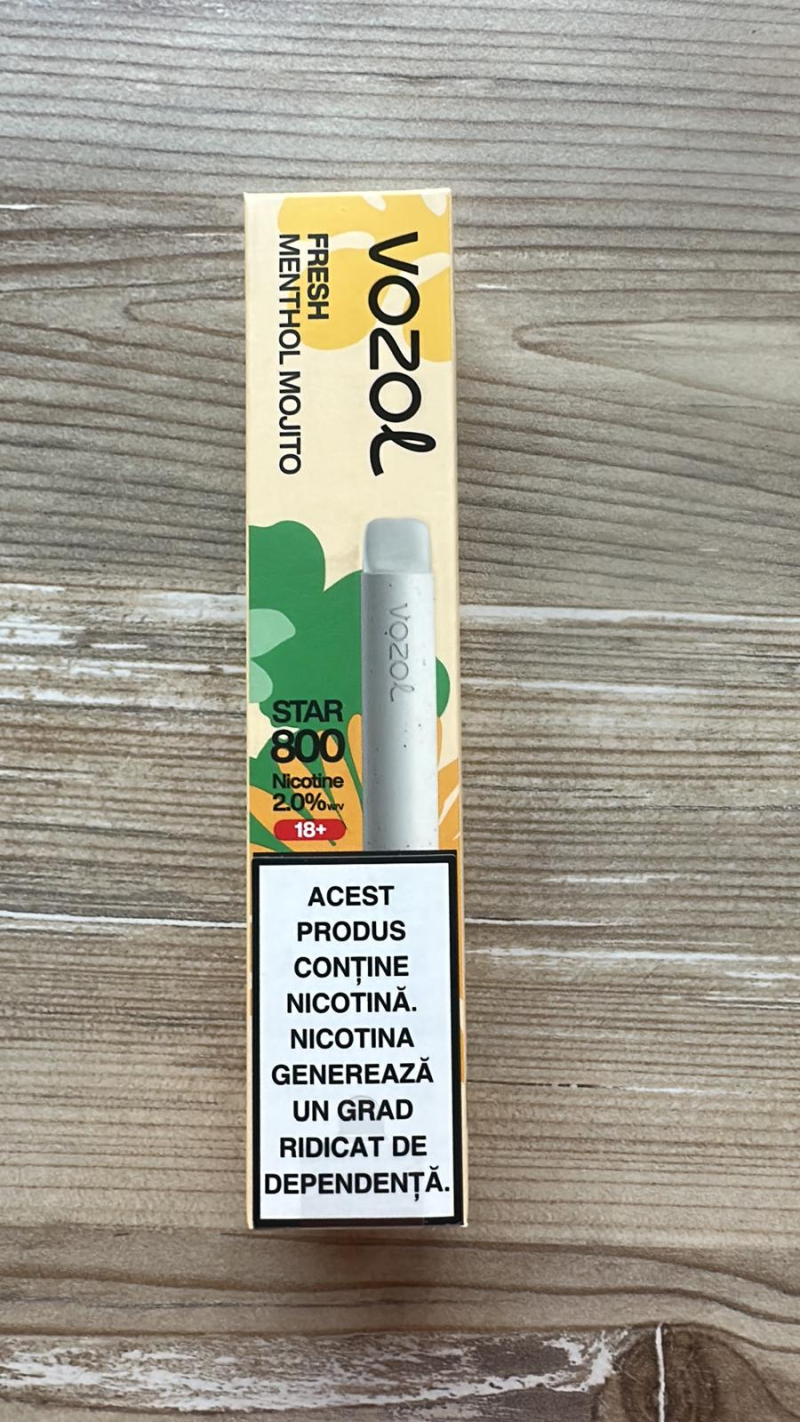 vozol
FRESH
MENTHOL MOJITO
vozol
STAR
800
Nicotine
2.0% w/v
18+
ACEST
PRODUS
CONȚINE
NICOTINĂ.
NICOTINA
GENEREAZĂ
UN GRAD
RIDICAT DE
DEPENDENȚĂ.